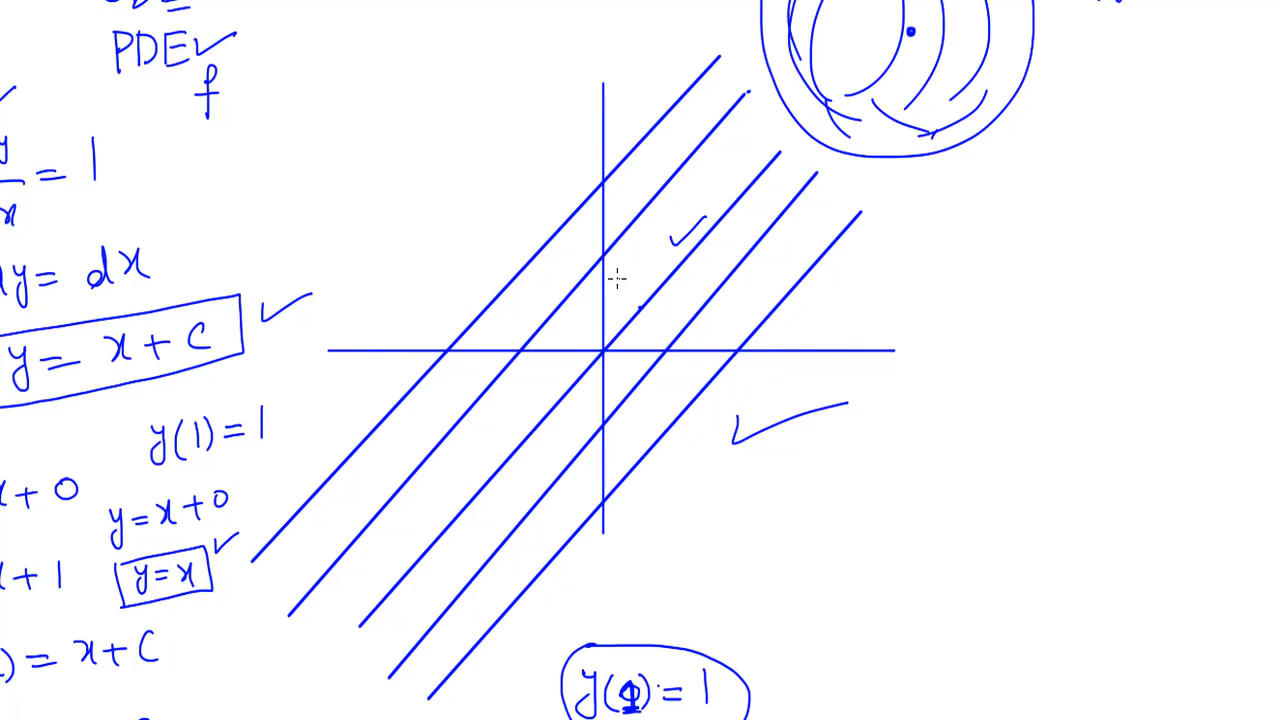 PDE ✓
f
= 1
y = dx
y = x + C
y(1) = 1
x + 0
y = x + 0
x + 1
y = x
) = x + C
y(1) = 1